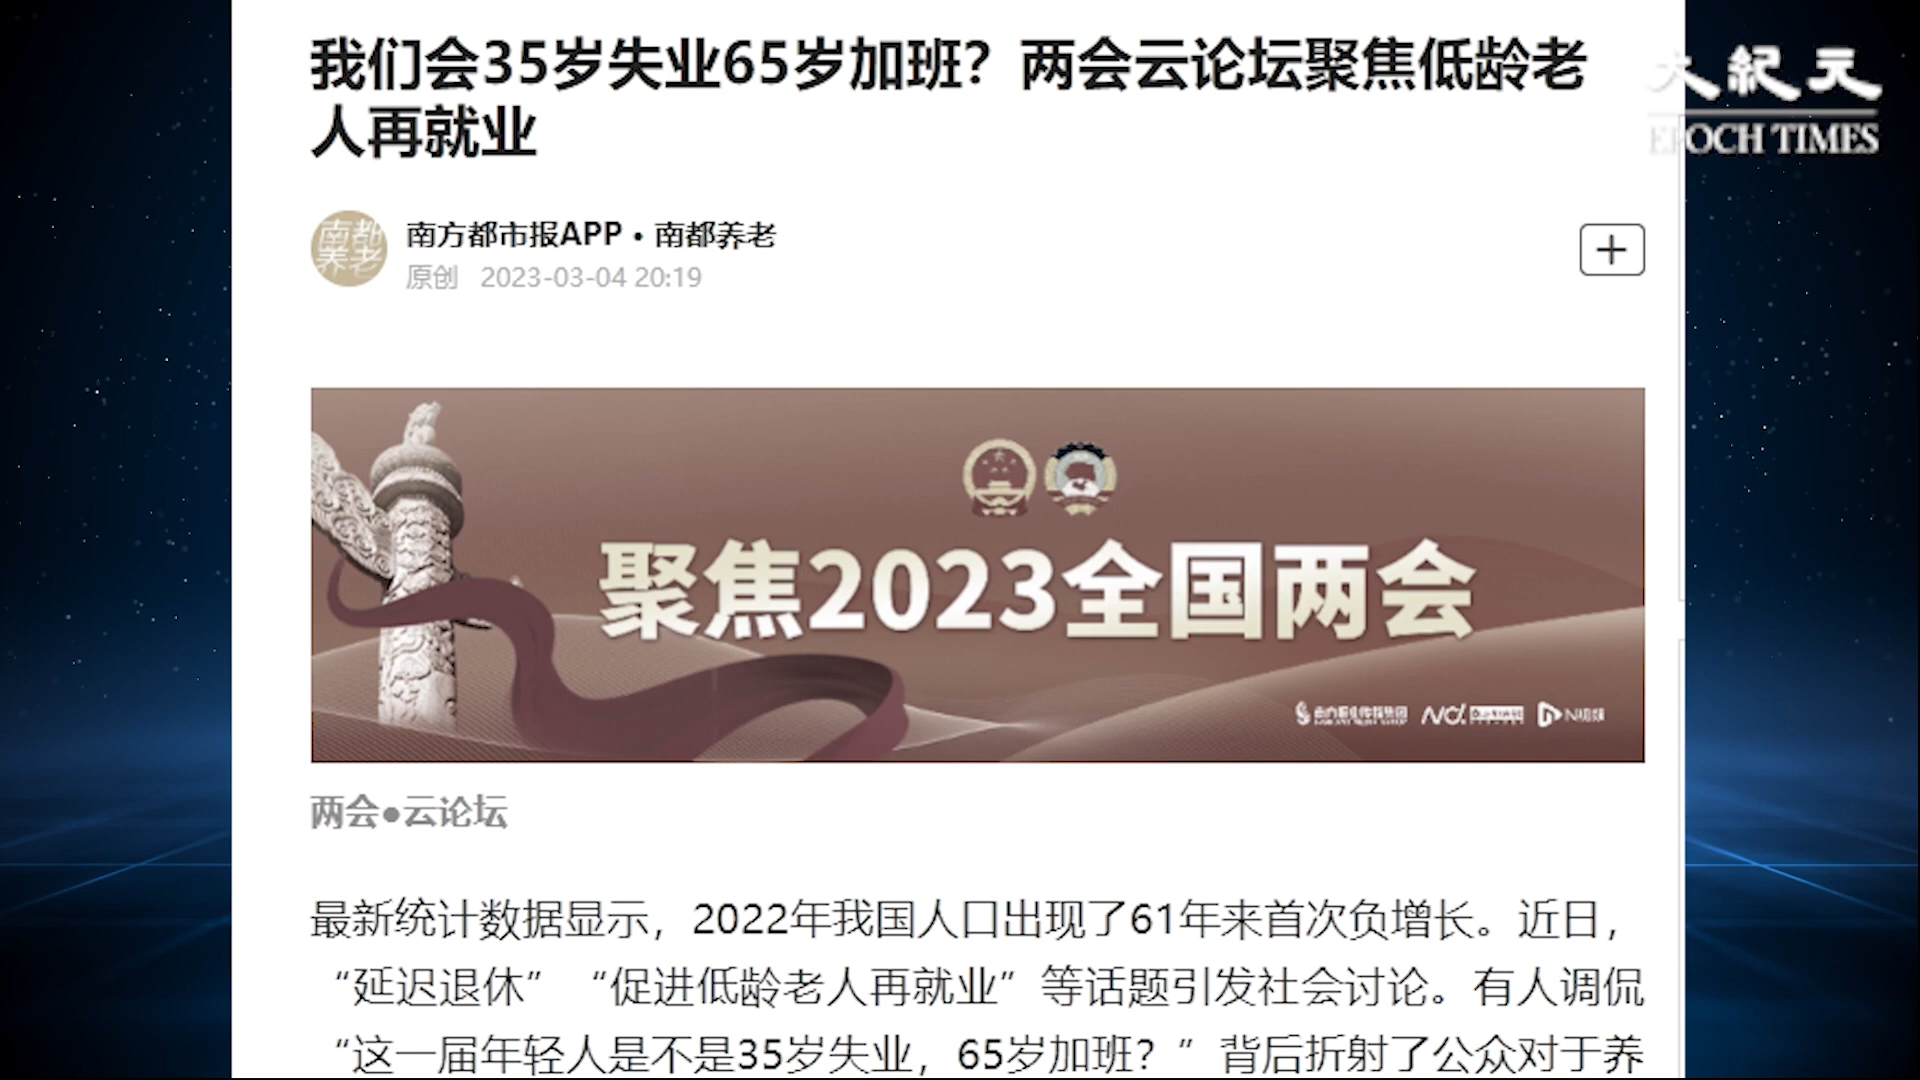 我们会35岁失业65岁加班？两会云论坛聚焦低龄老
人再就业
大紀元
EPOCH TIMES
南都
养老
南方都市报APP • 南都养老
原创 2023-03-04 20:19
聚焦2023全国两会
N视频
两会●云论坛
最新统计数据显示，2022年我国人口出现了61年来首次负增长。近日，
“延迟退休” “促进低龄老人再就业”等话题引发社会讨论。有人调侃
“这一届年轻人是不是35岁失业，65岁加班？”背后折射了公众对于养